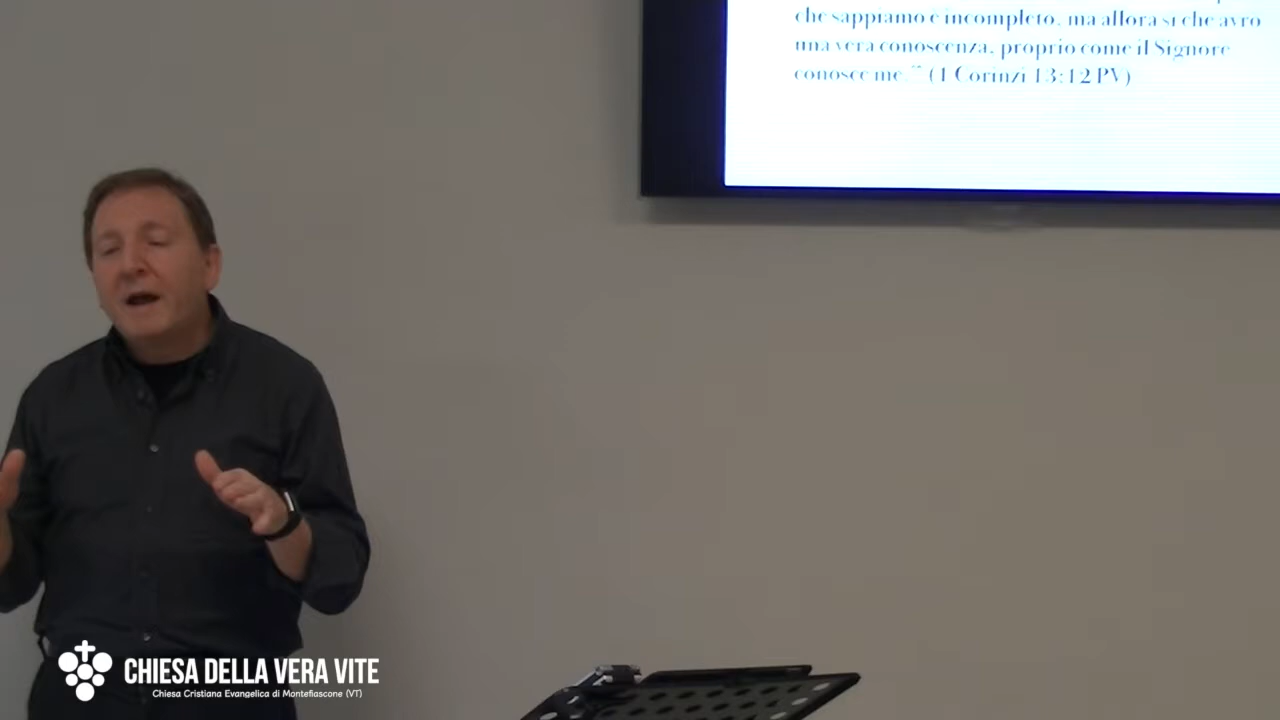 che sappiamo è incompleto, ma allora sì che avrò
una vera conoscenza, proprio come il Signore
conosce me.” (1 Corinzi 13:12 PV)
CHIESA DELLA VERA VITE
Chiesa Cristiana Evangelica di Montefiascone (VT)